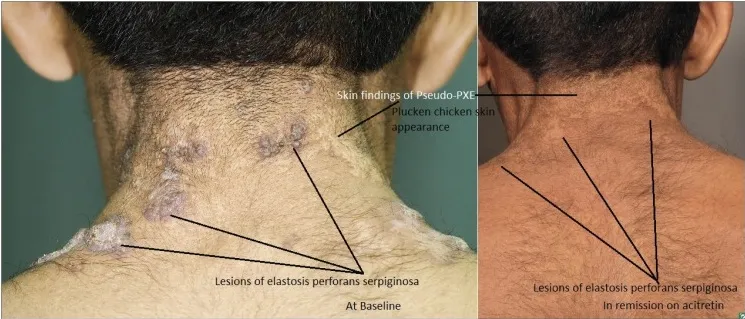 Skin findings of Pseudo-PXE
Plucken chicken skin
appearance
Lesions of elastosis perforans serpiginosa
At Baseline
Lesions of elastosis perforans serpiginosa
In remission on acitretin